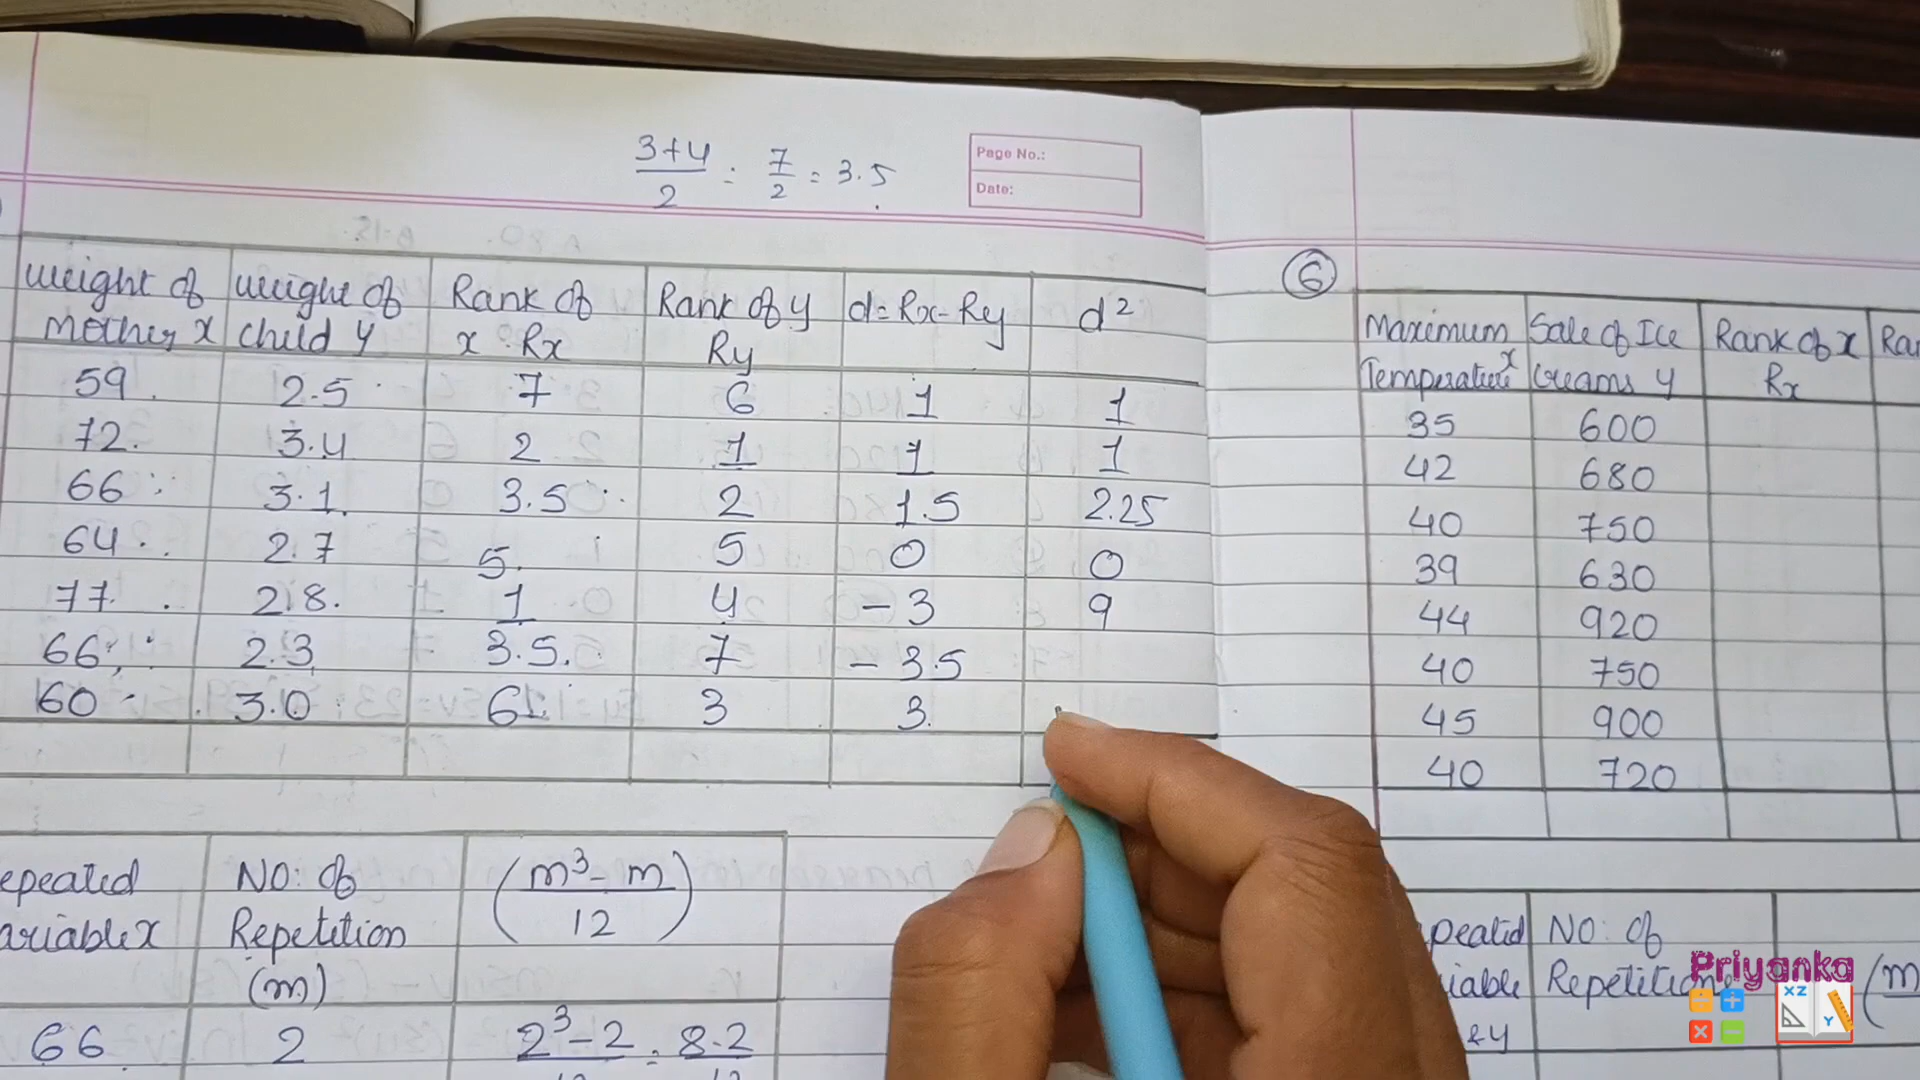 3+4/2 = 7/2 = 3.5
Page No.:
Date:
weight of mother x | weight of child y | Rank of x Rx | Rank of y Ry | d=Rx-Ry | d²
59 | 2.5 | 7 | 6 | 1 | 1
72 | 3.4 | 2 | 1 | 1 | 1
66 | 3.1 | 3.5 | 2 | 1.5 | 2.25
64 | 2.7 | 5 | 5 | 0 | 0
77 | 2.8 | 1 | 4 | -3 | 9
66 | 2.3 | 3.5 | 7 | -3.5
60 | 3.0 | 6 | 3 | 3
epeated ariable x | NO: of Repetition (m) | (m³-m/12)
66 | 2 | 2³-2 = 8-2
6
Maximum Temperature x | Sale of Ice creams y | Rank of x Rx | Ra
35 | 600
42 | 680
40 | 750
39 | 630
44 | 920
40 | 750
45 | 900
40 | 720
peated iable &y | NO: of Repetition | (m
Priyanka
XZ
Y